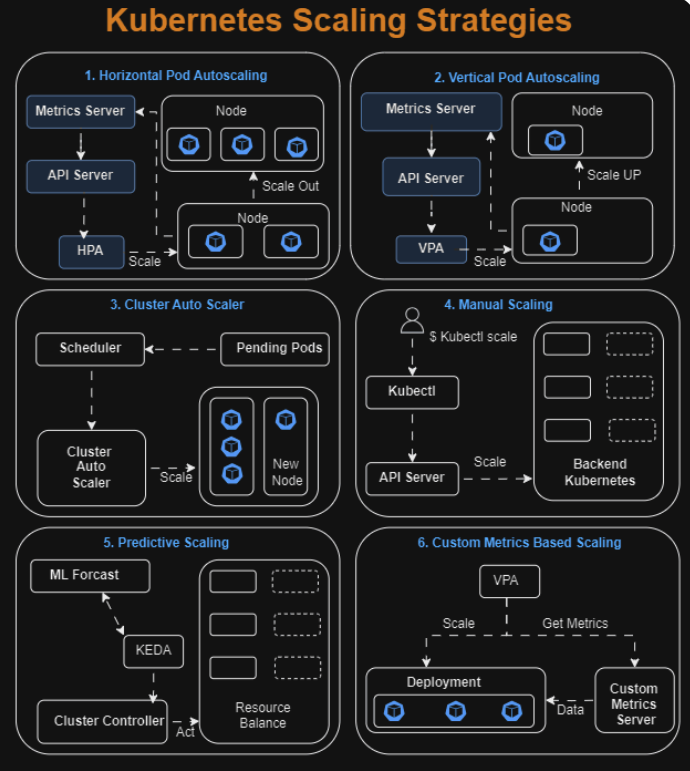 Kubernetes Scaling Strategies
1. Horizontal Pod Autoscaling
Metrics Server
API Server
HPA
Scale
Node
Scale Out
Node
2. Vertical Pod Autoscaling
Metrics Server
API Server
VPA
Scale
Node
Scale UP
Node
3. Cluster Auto Scaler
Scheduler
Pending Pods
Cluster
Auto
Scaler
Scale
New
Node
4. Manual Scaling
$ Kubectl scale
Kubectl
API Server
Scale
Backend
Kubernetes
5. Predictive Scaling
ML Forcast
KEDA
Cluster Controller
Act
Resource
Balance
6. Custom Metrics Based Scaling
VPA
Scale
Get Metrics
Deployment
Data
Custom
Metrics
Server